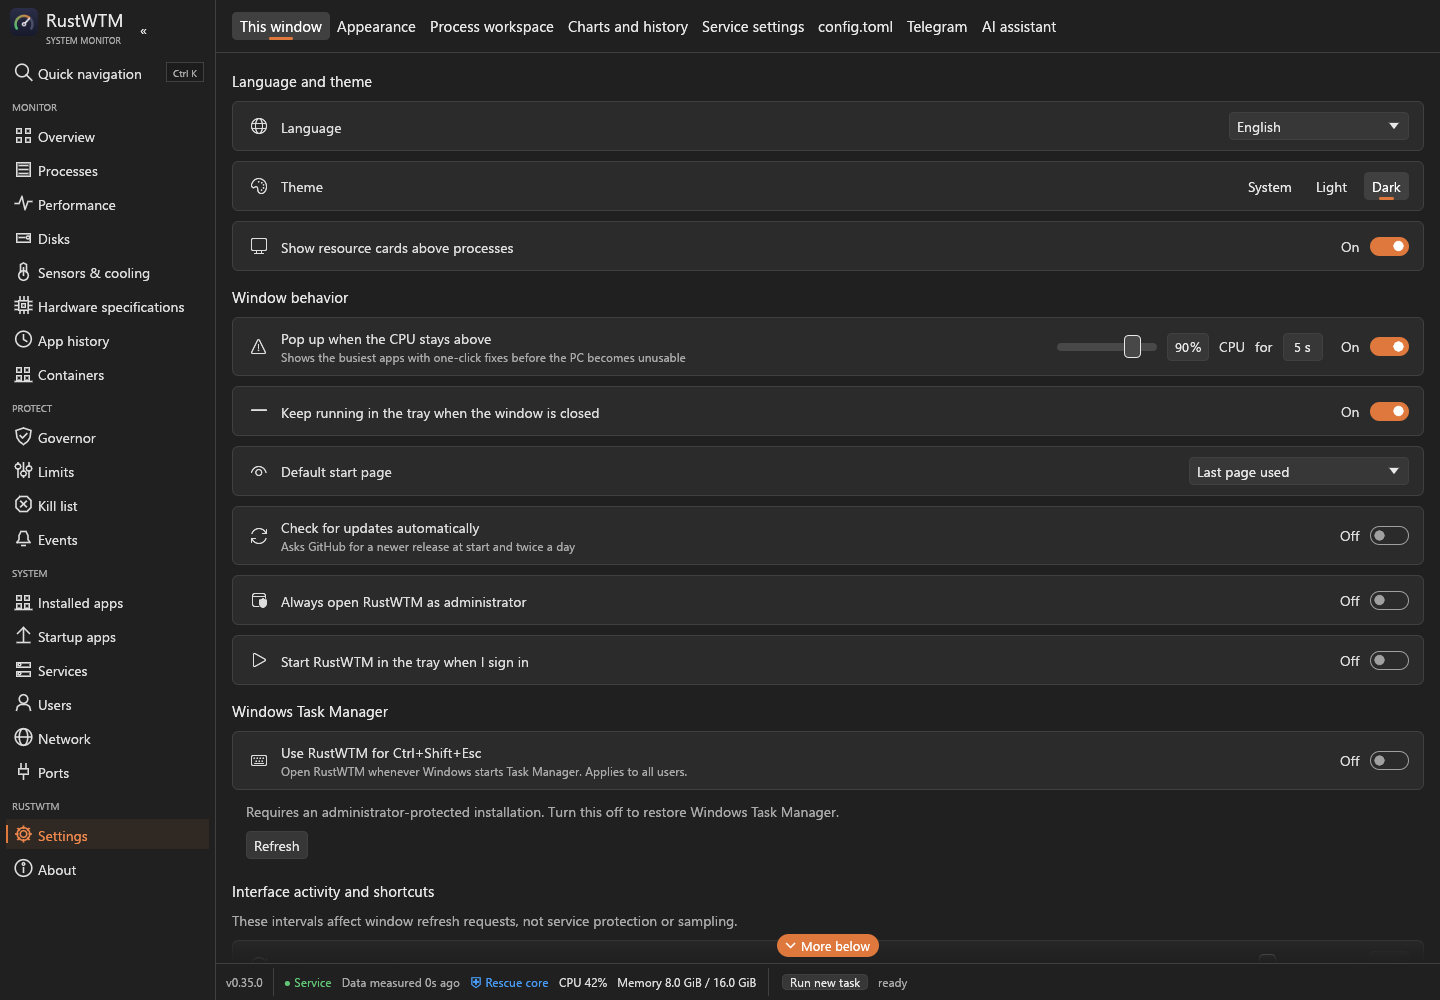 RustWTM
SYSTEM MONITOR
«
Quick navigation Ctrl K
MONITOR
Overview
Processes
Performance
Disks
Sensors & cooling
Hardware specifications
App history
Containers
PROTECT
Governor
Limits
Kill list
Events
SYSTEM
Installed apps
Startup apps
Services
Users
Network
Ports
RUSTWTM
Settings
About
This window Appearance Process workspace Charts and history Service settings config.toml Telegram AI assistant
Language and theme
Language English
Theme System Light Dark
Show resource cards above processes On
Window behavior
Pop up when the CPU stays above 90% CPU for 5 s On
Shows the busiest apps with one-click fixes before the PC becomes unusable
Keep running in the tray when the window is closed On
Default start page Last page used
Check for updates automatically Off
Asks GitHub for a newer release at start and twice a day
Always open RustWTM as administrator Off
Start RustWTM in the tray when I sign in Off
Windows Task Manager
Use RustWTM for Ctrl+Shift+Esc Off
Open RustWTM whenever Windows starts Task Manager. Applies to all users.
Requires an administrator-protected installation. Turn this off to restore Windows Task Manager.
Refresh
Interface activity and shortcuts
These intervals affect window refresh requests, not service protection or sampling.
More below
v0.35.0 Service Data measured 0s ago Rescue core CPU 42% Memory 8.0 GiB / 16.0 GiB Run new task ready